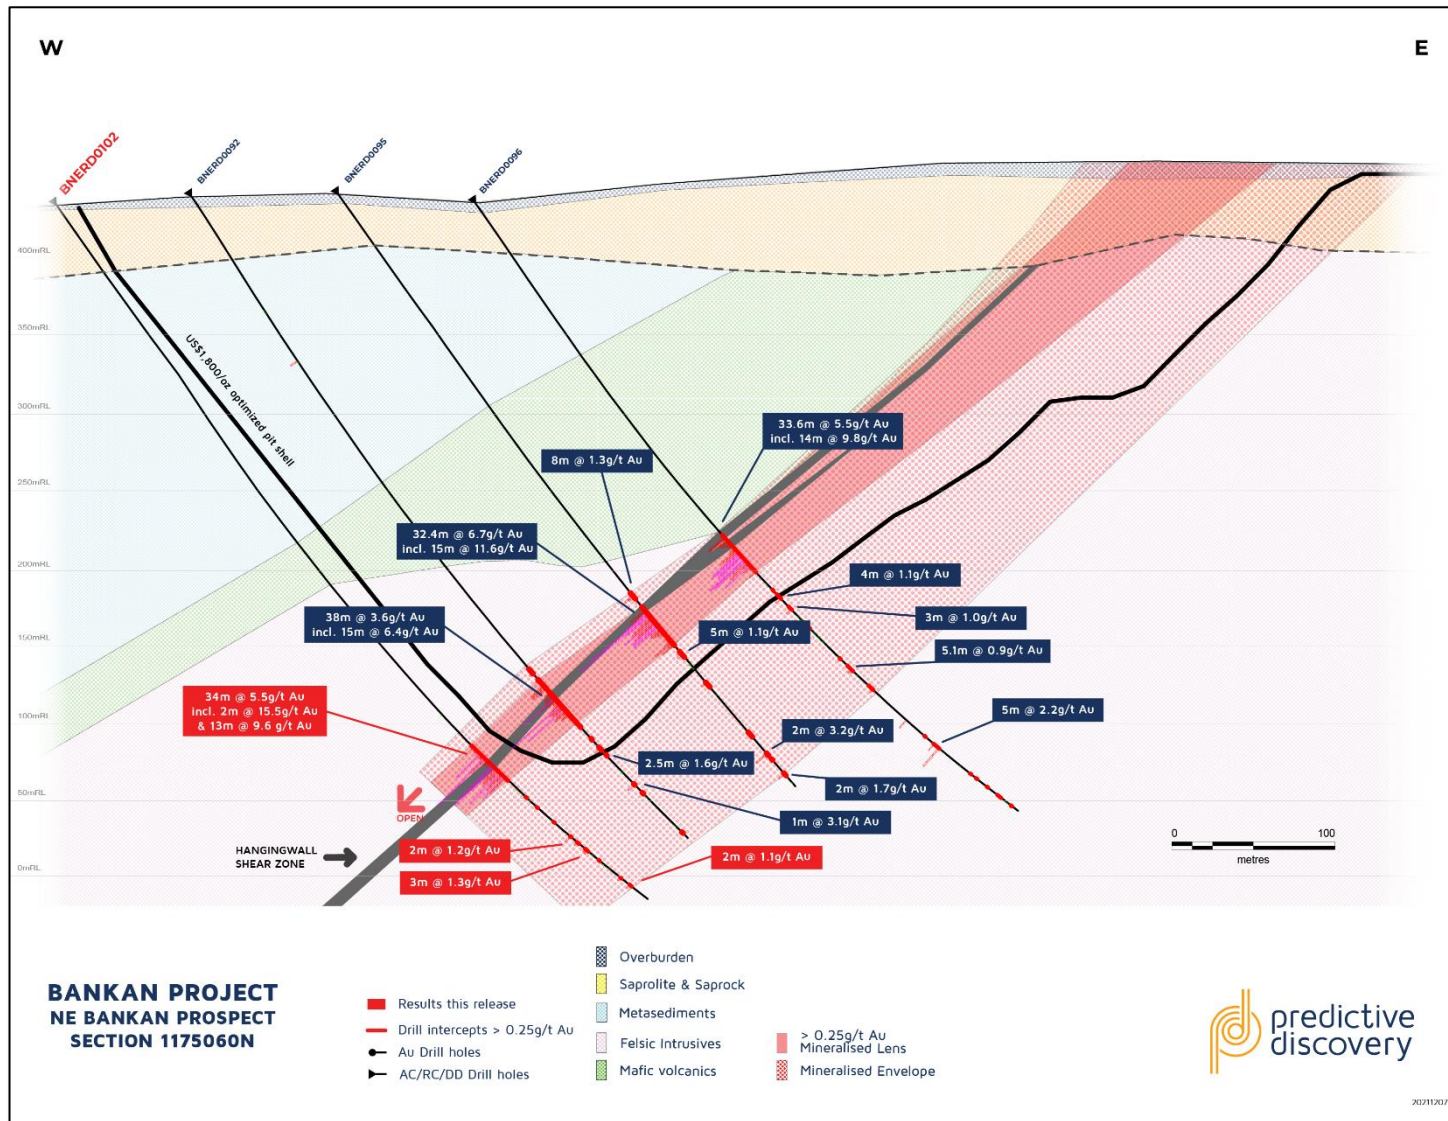 W
E
BNERD0102
BNERD0092
BNERD0095
BNERD0096
400mRL
350mRL
300mRL
250mRL
200mRL
150mRL
100mRL
50mRL
0mRL
US$1,800/oz optimized pit shell
33.6m @ 5.5g/t Au
incl. 14m @ 9.8g/t Au
8m @ 1.3g/t Au
32.4m @ 6.7g/t Au
incl. 15m @ 11.6g/t Au
4m @ 1.1g/t Au
3m @ 1.0g/t Au
38m @ 3.6g/t Au
incl. 15m @ 6.4g/t Au
5m @ 1.1g/t Au
5.1m @ 0.9g/t Au
34m @ 5.5g/t Au
incl. 2m @ 15.5g/t Au
& 13m @ 9.6 g/t Au
5m @ 2.2g/t Au
2m @ 3.2g/t Au
2.5m @ 1.6g/t Au
2m @ 1.7g/t Au
1m @ 3.1g/t Au
OPEN
HANGINGWALL
SHEAR ZONE
2m @ 1.2g/t Au
2m @ 1.1g/t Au
3m @ 1.3g/t Au
0 100
metres
BANKAN PROJECT
NE BANKAN PROSPECT
SECTION 1175060N
Results this release
Drill intercepts > 0.25g/t Au
Au Drill holes
AC/RC/DD Drill holes
Overburden
Saprolite & Saprock
Metasediments
Felsic Intrusives
Mafic volcanics
> 0.25g/t Au
Mineralised Lens
Mineralised Envelope
predictive
discovery
20211207